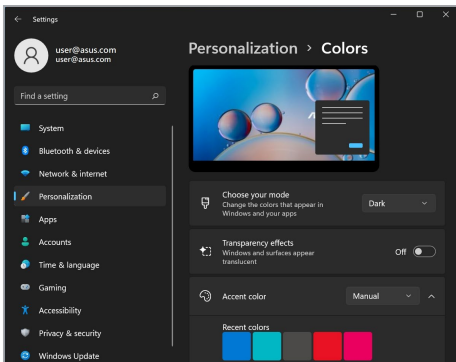 Settings
user@asus.com
user@asus.com
Find a setting
System
Bluetooth & devices
Network & internet
Personalization
Apps
Accounts
Time & language
Gaming
Accessibility
Privacy & security
Windows Update
Personalization > Colors
Choose your mode
Change the colors that appear in
Windows and your apps
Dark
Transparency effects
Windows and surfaces appear
translucent
Off
Accent color
Manual
Recent colors